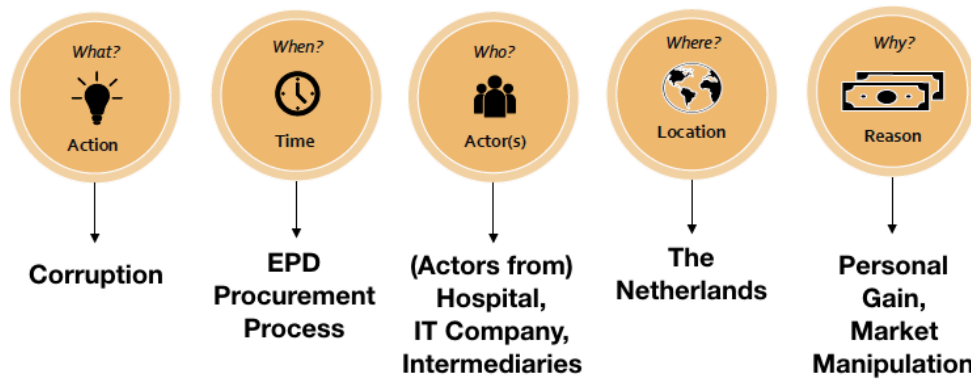 What?
Action
Corruption
When?
Time
EPD
Procurement
Process
Who?
Actor(s)
(Actors from)
Hospital,
IT Company,
Intermediaries
Where?
Location
The
Netherlands
Why?
Reason
Personal
Gain,
Market
Manipulation